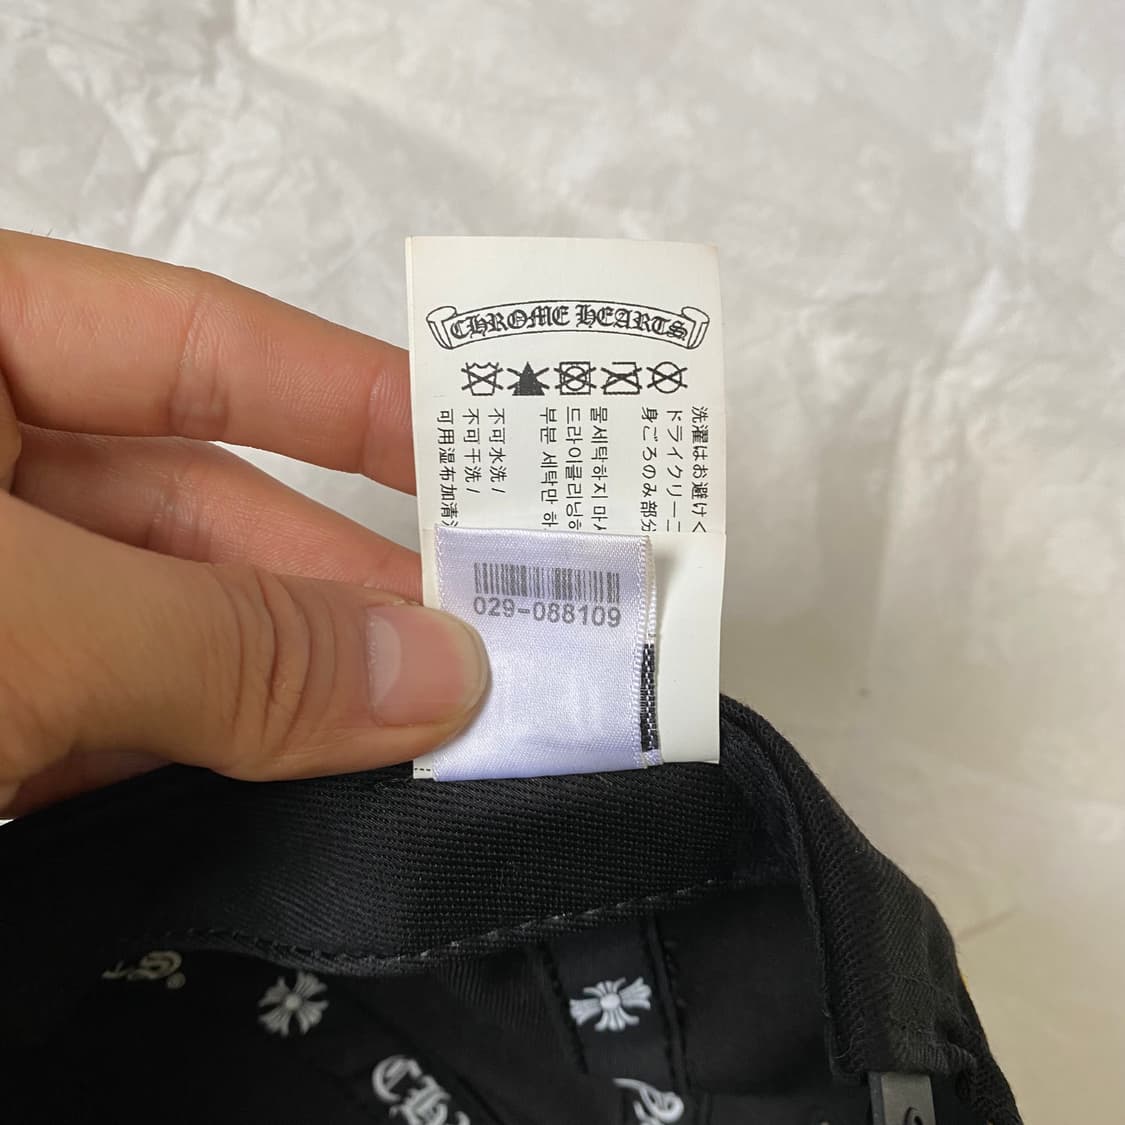 CHROME HEARTS
洗濯はお避けく
ドライクリーニ
身ごろのみ部分
물세탁하지 마시
드라이클리닝하
부분 세탁만 하
不可水洗/
不可干洗/
可用湿布加清
029-088109